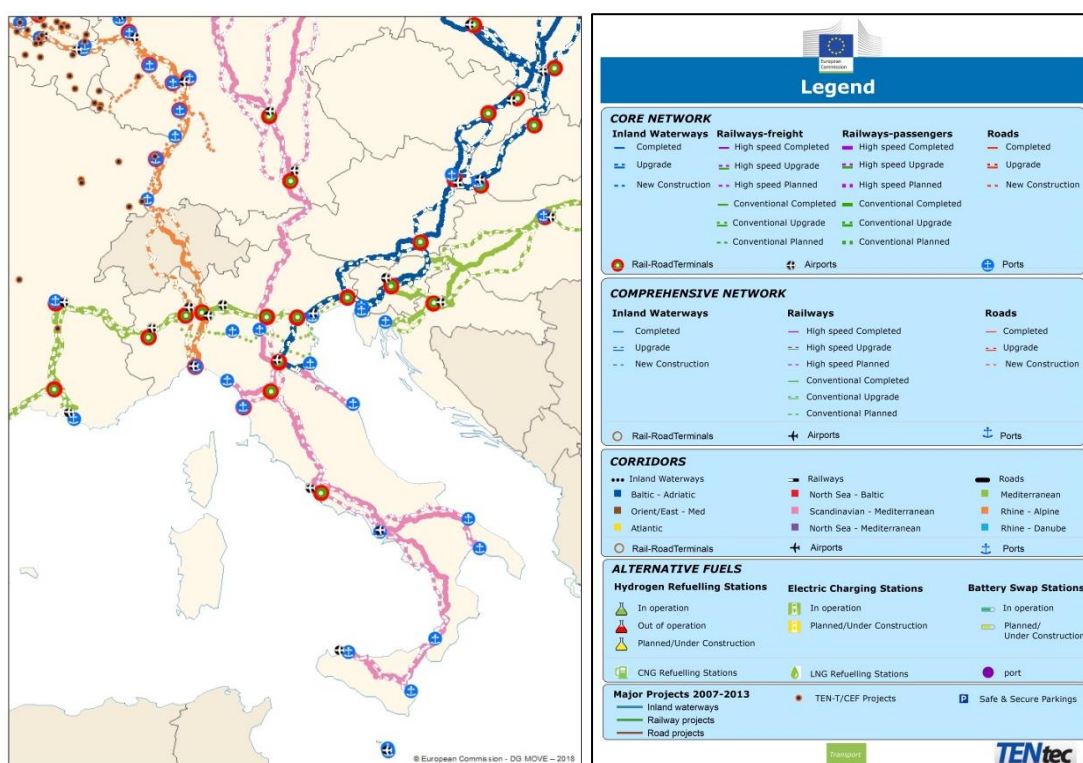 © European Commission - DG MOVE – 2018
European
Commission
Legend
CORE NETWORK
Inland Waterways Railways-freight Railways-passengers Roads
Completed High speed Completed High speed Completed Completed
Upgrade High speed Upgrade High speed Upgrade Upgrade
New Construction High speed Planned High speed Planned New Construction
Conventional Completed Conventional Completed
Conventional Upgrade Conventional Upgrade
Conventional Planned Conventional Planned
Rail-RoadTerminals Airports Ports
COMPREHENSIVE NETWORK
Inland Waterways Railways Roads
Completed High speed Completed Completed
Upgrade High speed Upgrade Upgrade
New Construction High speed Planned New Construction
Conventional Completed
Conventional Upgrade
Conventional Planned
Rail-RoadTerminals Airports Ports
CORRIDORS
Inland Waterways Railways Roads
Baltic - Adriatic North Sea - Baltic Mediterranean
Orient/East - Med Scandinavian - Mediterranean Rhine - Alpine
Atlantic North Sea - Mediterranean Rhine - Danube
Rail-RoadTerminals Airports Ports
ALTERNATIVE FUELS
Hydrogen Refuelling Stations Electric Charging Stations Battery Swap Stations
In operation In operation In operation
Out of operation Planned/Under Construction Planned/
Under Construction
Planned/Under Construction
CNG Refuelling Stations LNG Refuelling Stations port
Major Projects 2007-2013 TEN-T/CEF Projects P Safe & Secure Parkings
Inland waterways
Railway projects
Road projects
Transport TENtec